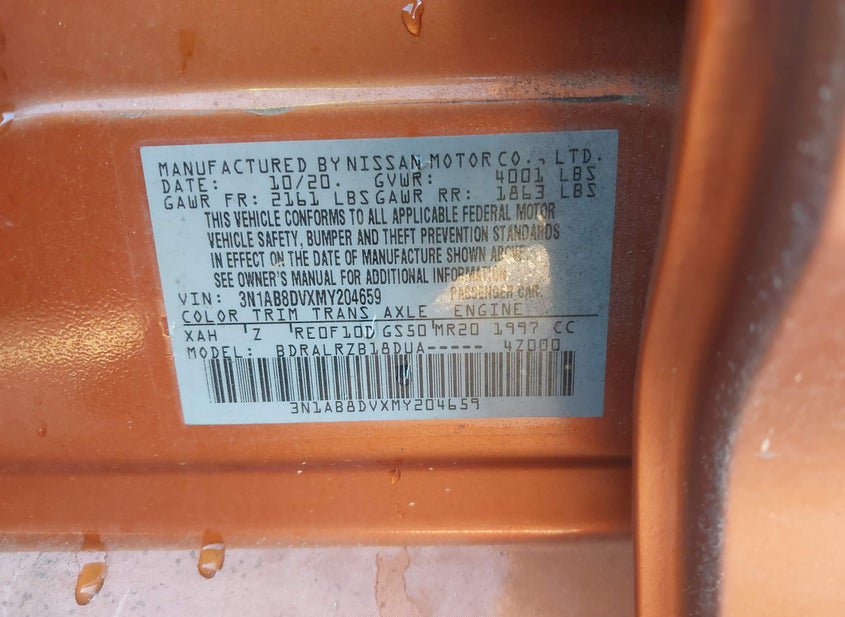 MANUFACTURED BY NISSAN MOTOR CO., LTD.
DATE: 10/20. GVWR: 4001 LBS
GAWR FR: 2161 LBS GAWR RR: 1863 LBS
THIS VEHICLE CONFORMS TO ALL APPLICABLE FEDERAL MOTOR
VEHICLE SAFETY, BUMPER AND THEFT PREVENTION STANDARDS
IN EFFECT ON THE DATE OF MANUFACTURE SHOWN ABOVE.
SEE OWNER'S MANUAL FOR ADDITIONAL INFORMATION.
VIN: 3N1AB8DVXMY204659 PASSENGER CAR
COLOR TRIM TRANS AXLE ENGINE
XAH Z RE0F10D GS50 MR20 1997 CC
MODEL: BDRALRZB18DUA----- 4Z000
3N1AB8DVXMY204659